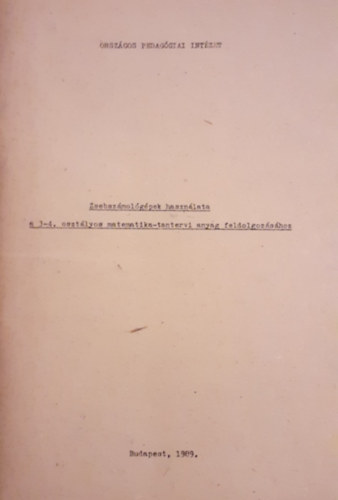 ORSZÁGOS PEDAGÓGIAI INTÉZET
Zsebszámológépek használata
a 3-4. osztályos matematika-tantervi anyag feldolgozásához
Budapest, 1989.